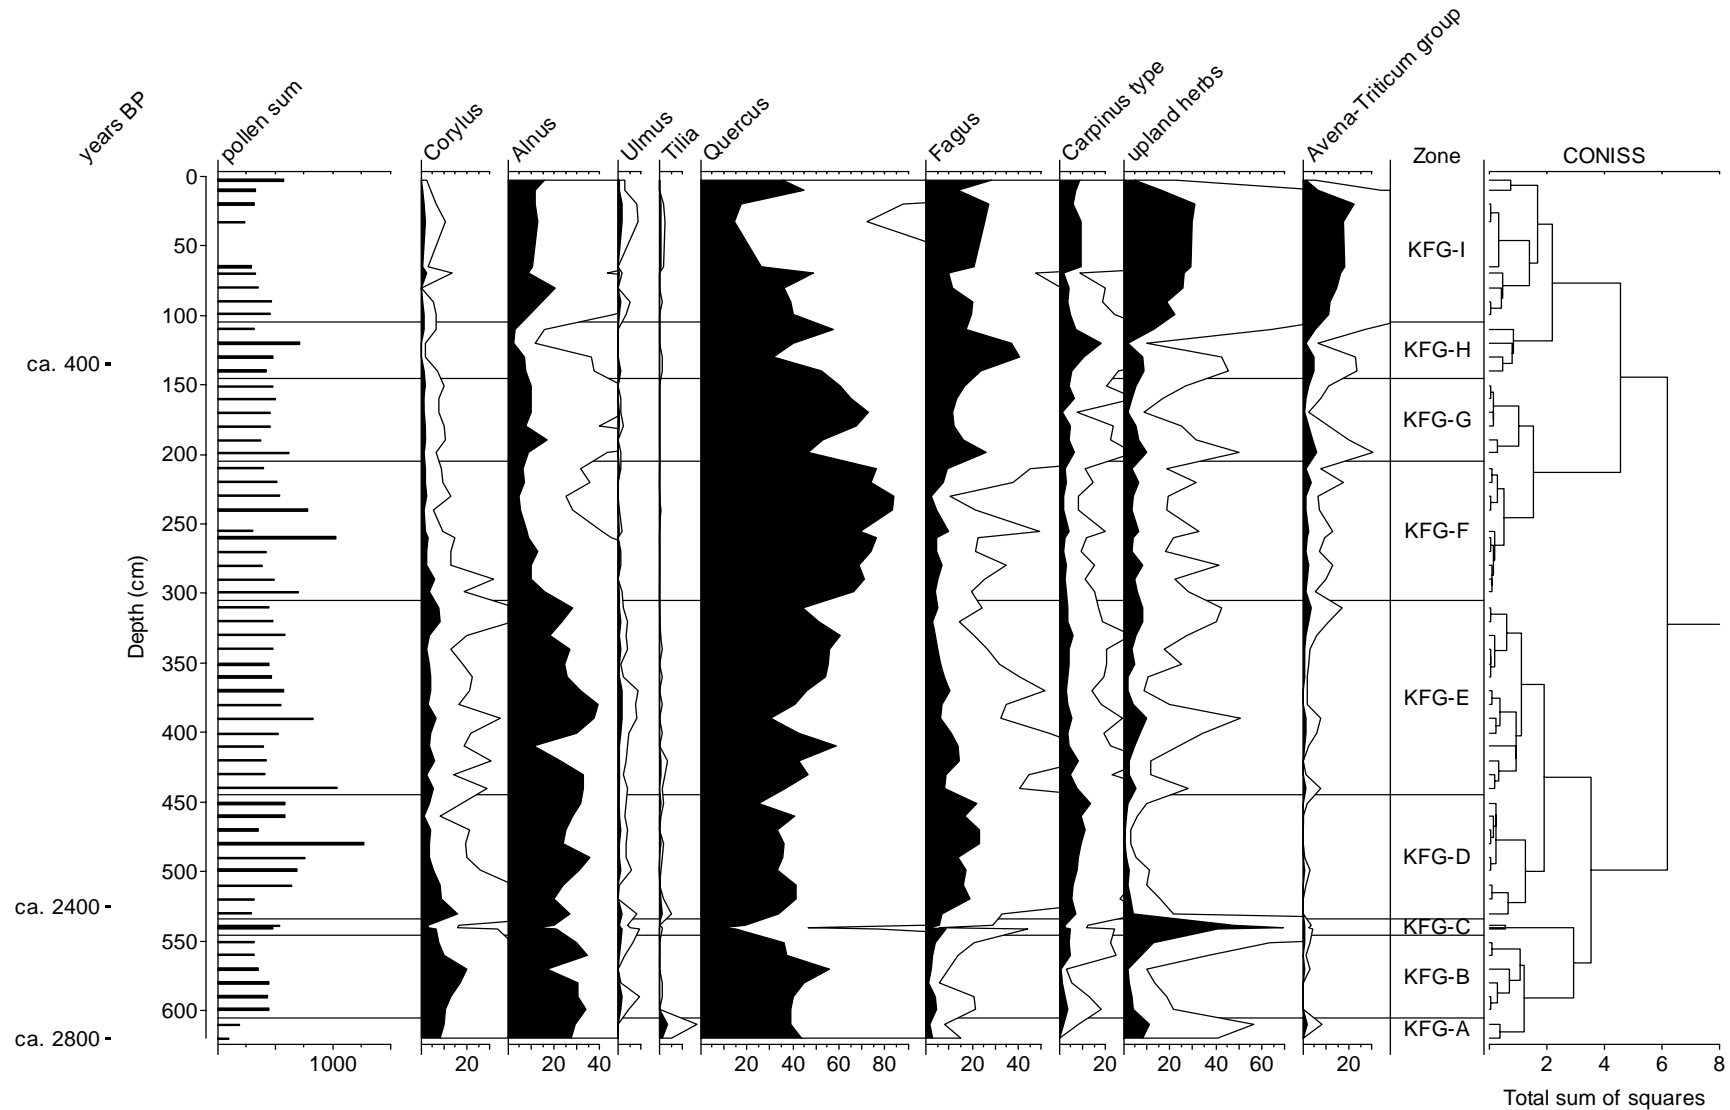 years BP
pollen sum
Corylus
Alnus
Ulmus
Tilia
Quercus
Fagus
Carpinus type
upland herbs
Avena-Triticum group
Zone
CONISS
0
50
100
150
200
250
300
350
400
450
500
550
600
Depth (cm)
ca. 400
ca. 2400
ca. 2800
KFG-I
KFG-H
KFG-G
KFG-F
KFG-E
KFG-D
KFG-C
KFG-B
KFG-A
1000
20
20 40
20 40 60 80
20 40
20
20 40 60
20
2 4 6 8
Total sum of squares